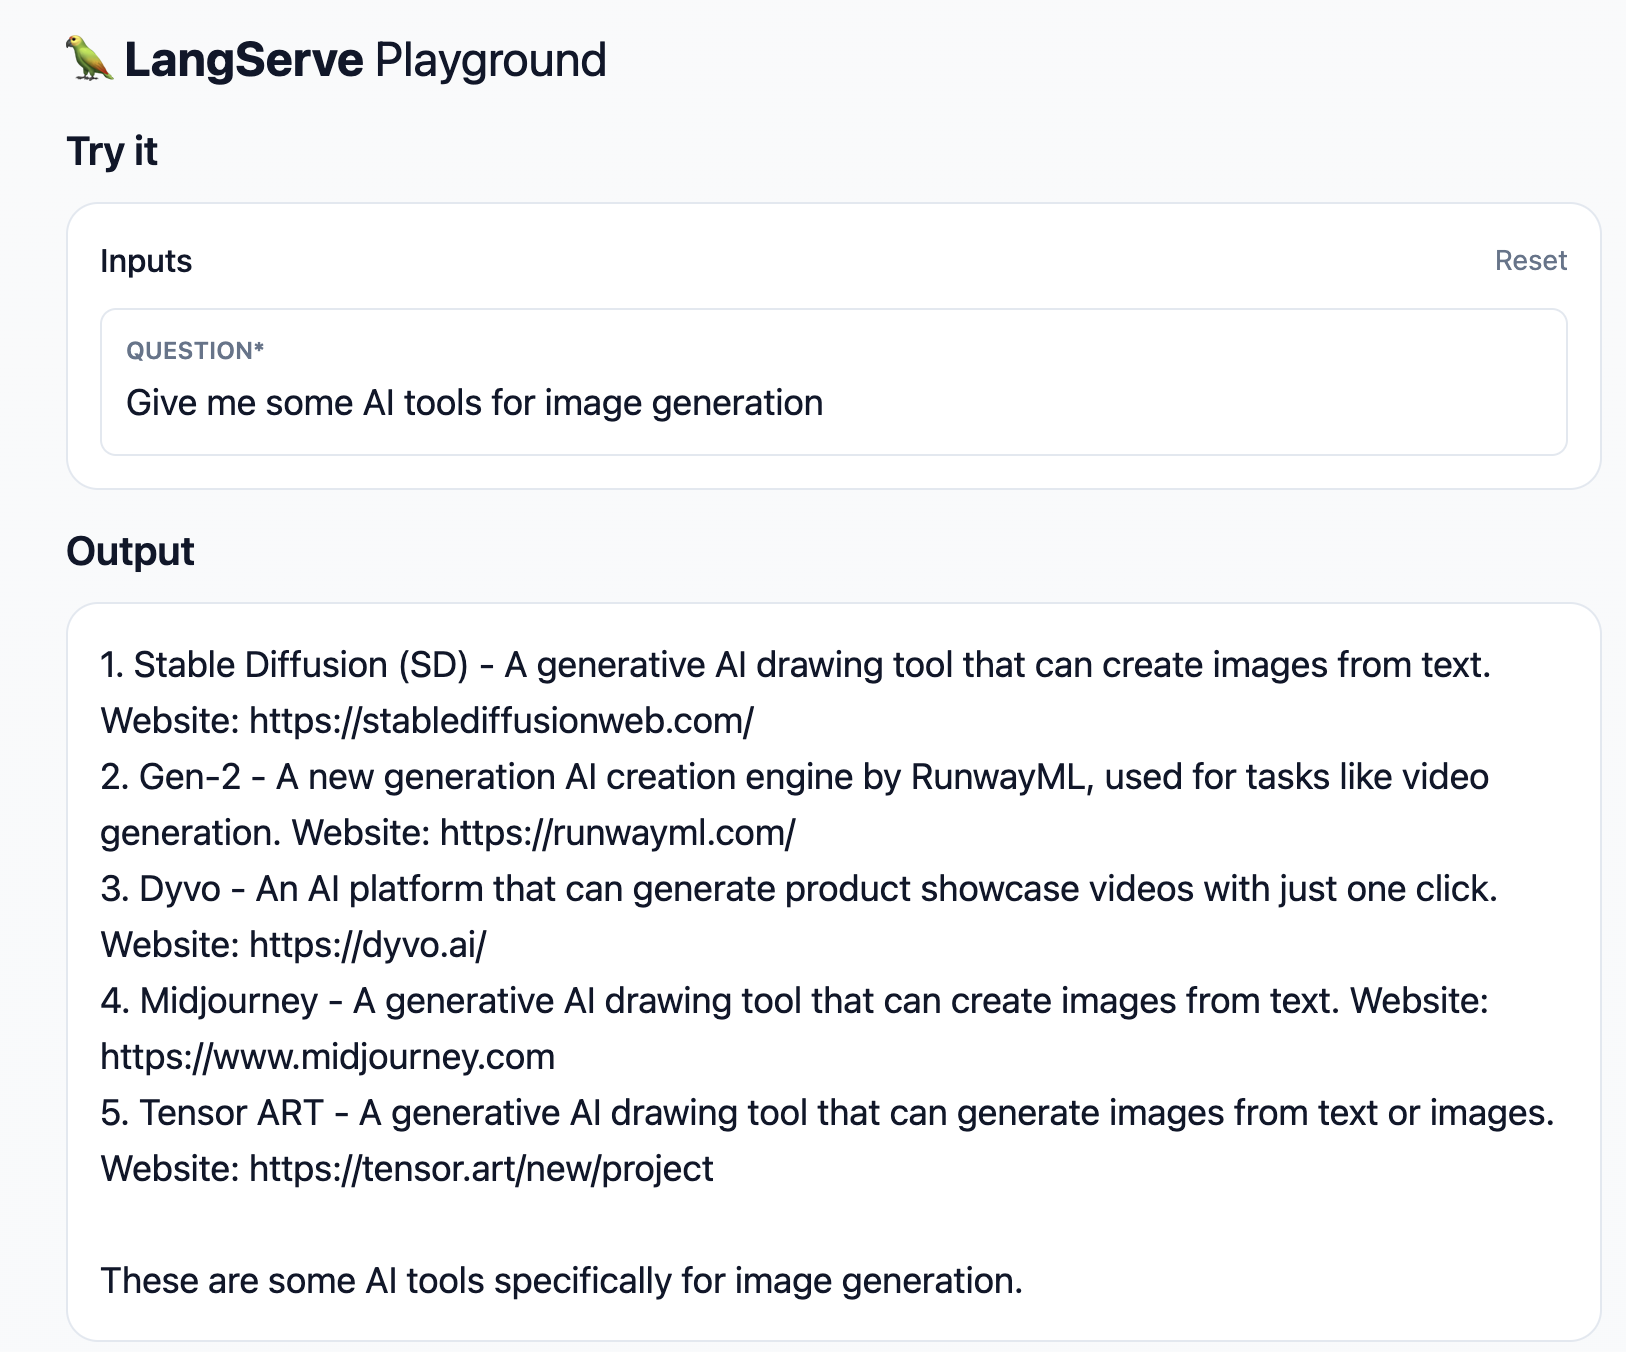 LangServe Playground
Try it
Inputs
Reset
QUESTION*
Give me some AI tools for image generation
Output
1. Stable Diffusion (SD) - A generative AI drawing tool that can create images from text.
Website: https://stablediffusionweb.com/
2. Gen-2 - A new generation AI creation engine by RunwayML, used for tasks like video
generation. Website: https://runwayml.com/
3. Dyvo - An AI platform that can generate product showcase videos with just one click.
Website: https://dyvo.ai/
4. Midjourney - A generative AI drawing tool that can create images from text. Website:
https://www.midjourney.com
5. Tensor ART - A generative AI drawing tool that can generate images from text or images.
Website: https://tensor.art/new/project
These are some AI tools specifically for image generation.